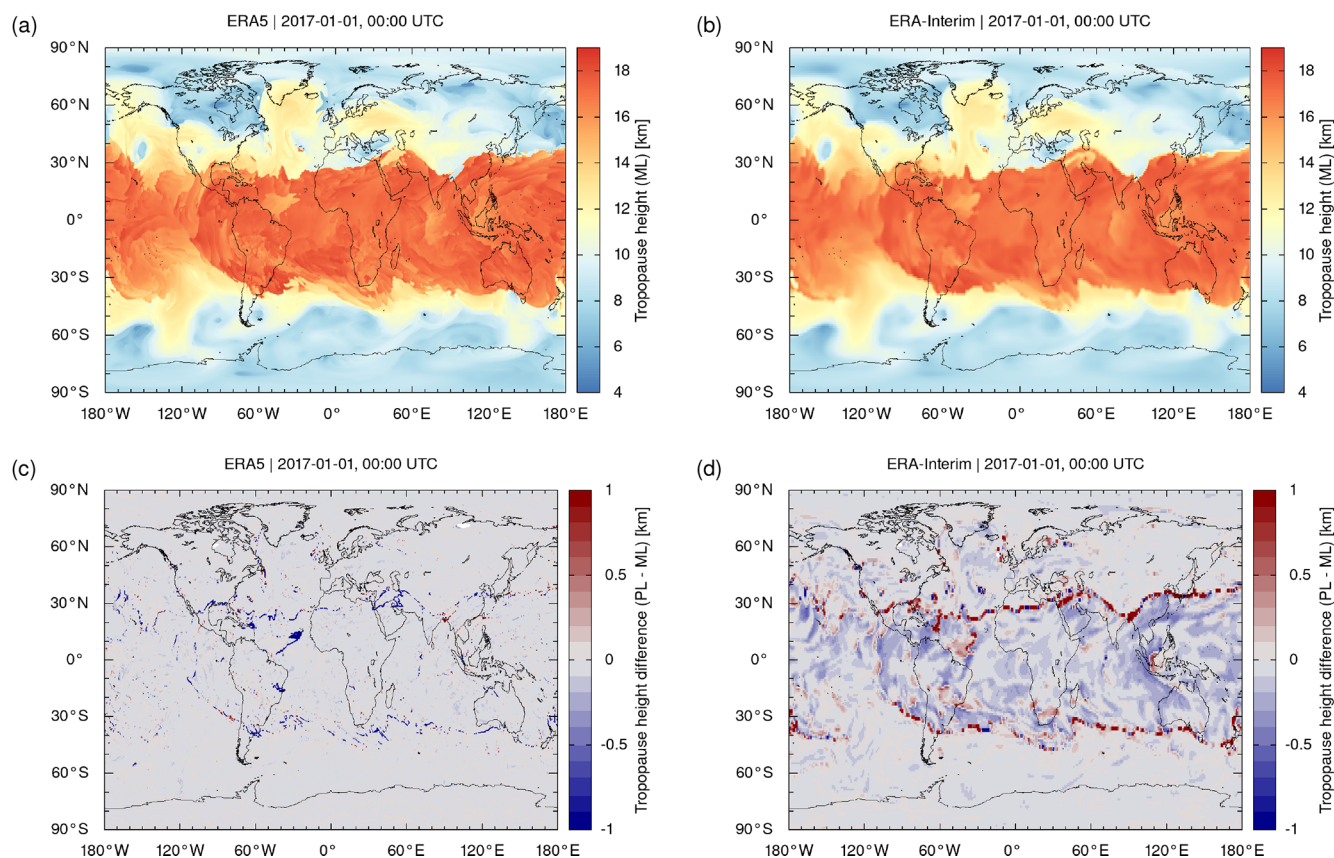 (a)
ERA5 | 2017-01-01, 00:00 UTC
90°N
60°N
30°N
0°
30°S
60°S
90°S
180°W 120°W 60°W 0° 60°E 120°E 180°E
18
16
14
12
10
8
6
4
Tropopause height (ML) [km]
(b)
ERA-Interim | 2017-01-01, 00:00 UTC
90°N
60°N
30°N
0°
30°S
60°S
90°S
180°W 120°W 60°W 0° 60°E 120°E 180°E
18
16
14
12
10
8
6
4
Tropopause height (ML) [km]
(c)
ERA5 | 2017-01-01, 00:00 UTC
90°N
60°N
30°N
0°
30°S
60°S
90°S
180°W 120°W 60°W 0° 60°E 120°E 180°E
1
0.5
0
-0.5
-1
Tropopause height difference (PL - ML) [km]
(d)
ERA-Interim | 2017-01-01, 00:00 UTC
90°N
60°N
30°N
0°
30°S
60°S
90°S
180°W 120°W 60°W 0° 60°E 120°E 180°E
1
0.5
0
-0.5
-1
Tropopause height difference (PL - ML) [km]